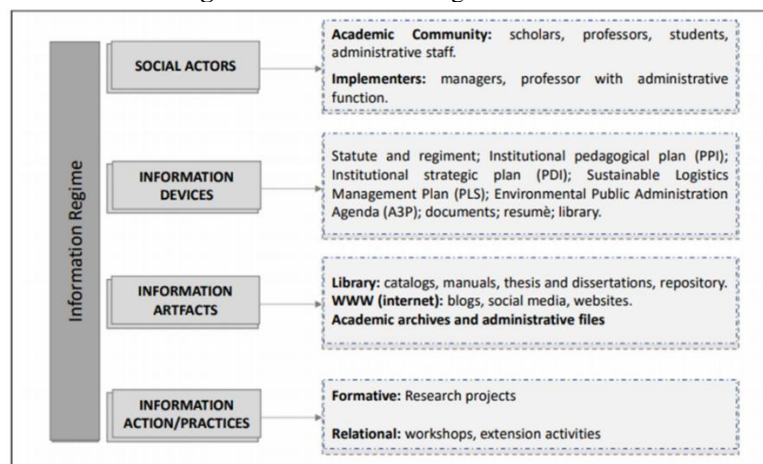 Information Regime
SOCIAL ACTORS
Academic Community: scholars, professors, students,
administrative staff.
Implementers: managers, professor with administrative
function.
INFORMATION
DEVICES
Statute and regiment; Institutional pedagogical plan (PPI);
Institutional strategic plan (PDI); Sustainable Logistics
Management Plan (PLS); Environmental Public Administration
Agenda (A3P); documents; resumè; library.
INFORMATION
ARTFACTS
Library: catalogs, manuals, thesis and dissertations, repository.
WWW (internet): blogs, social media, websites.
Academic archives and administrative files
INFORMATION
ACTION/PRACTICES
Formative: Research projects
Relational: workshops, extension activities